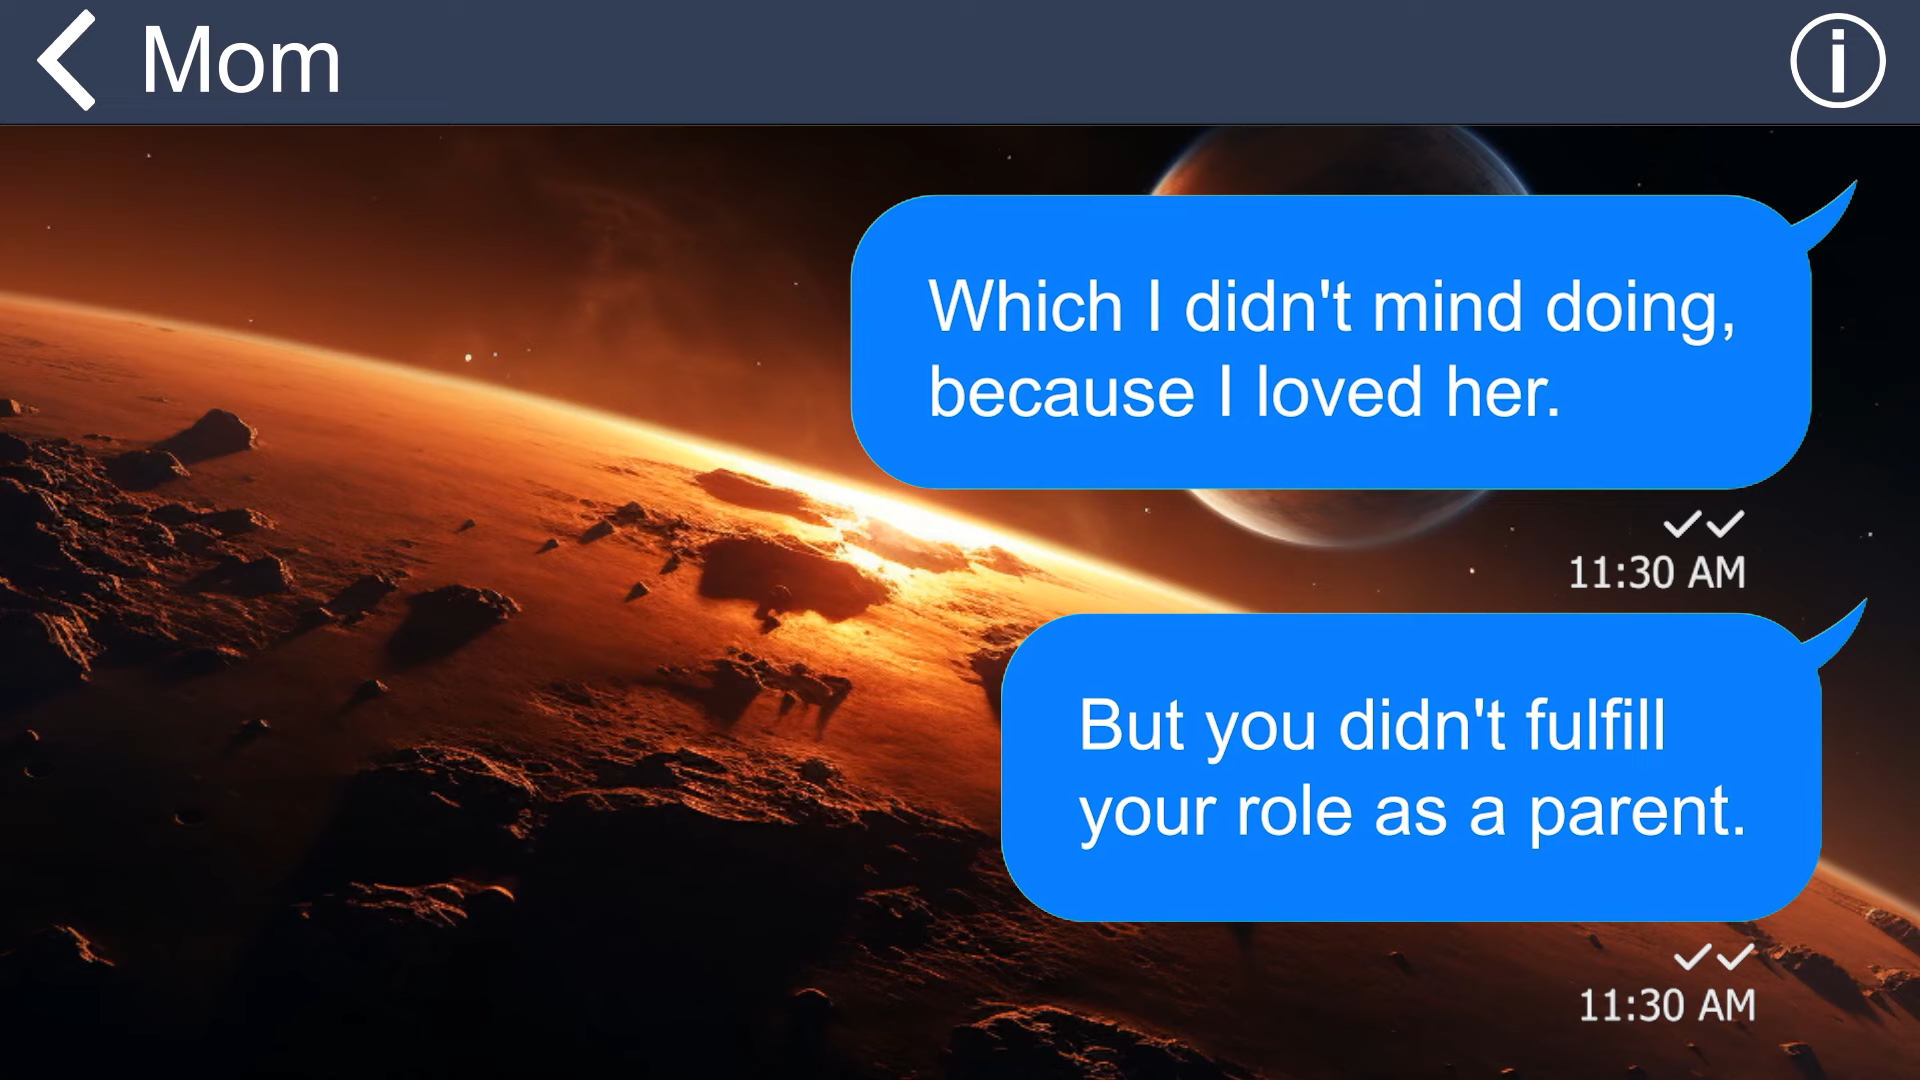 Mom
Which I didn't mind doing,
because I loved her.
11:30 AM
But you didn't fulfill
your role as a parent.
11:30 AM